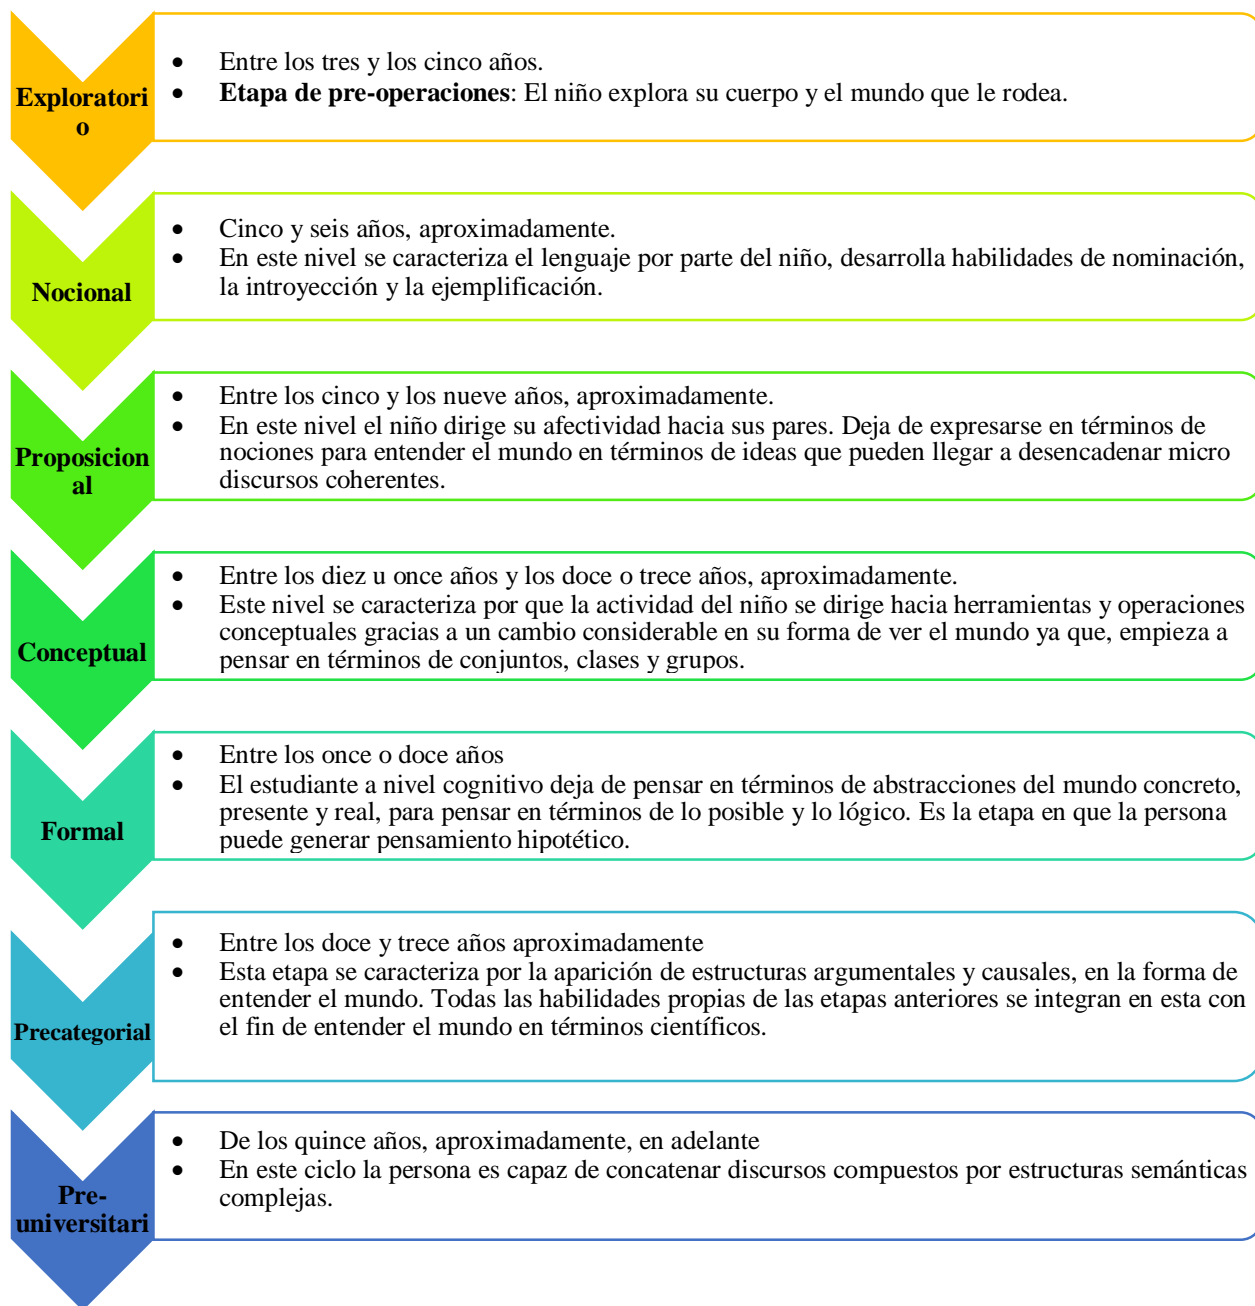 Exploratori
o
• Entre los tres y los cinco años.
• Etapa de pre-operaciones: El niño explora su cuerpo y el mundo que le rodea.
Nocional
• Cinco y seis años, aproximadamente.
• En este nivel se caracteriza el lenguaje por parte del niño, desarrolla habilidades de nominación,
la introyección y la ejemplificación.
Proposicion
al
• Entre los cinco y los nueve años, aproximadamente.
• En este nivel el niño dirige su afectividad hacia sus pares. Deja de expresarse en términos de
nociones para entender el mundo en términos de ideas que pueden llegar a desencadenar micro
discursos coherentes.
Conceptual
• Entre los diez u once años y los doce o trece años, aproximadamente.
• Este nivel se caracteriza por que la actividad del niño se dirige hacia herramientas y operaciones
conceptuales gracias a un cambio considerable en su forma de ver el mundo ya que, empieza a
pensar en términos de conjuntos, clases y grupos.
Formal
• Entre los once o doce años
• El estudiante a nivel cognitivo deja de pensar en términos de abstracciones del mundo concreto,
presente y real, para pensar en términos de lo posible y lo lógico. Es la etapa en que la persona
puede generar pensamiento hipotético.
Precategorial
• Entre los doce y trece años aproximadamente
• Esta etapa se caracteriza por la aparición de estructuras argumentales y causales, en la forma de
entender el mundo. Todas las habilidades propias de las etapas anteriores se integran en esta con
el fin de entender el mundo en términos científicos.
Pre-
universitari
• De los quince años, aproximadamente, en adelante
• En este ciclo la persona es capaz de concatenar discursos compuestos por estructuras semánticas
complejas.